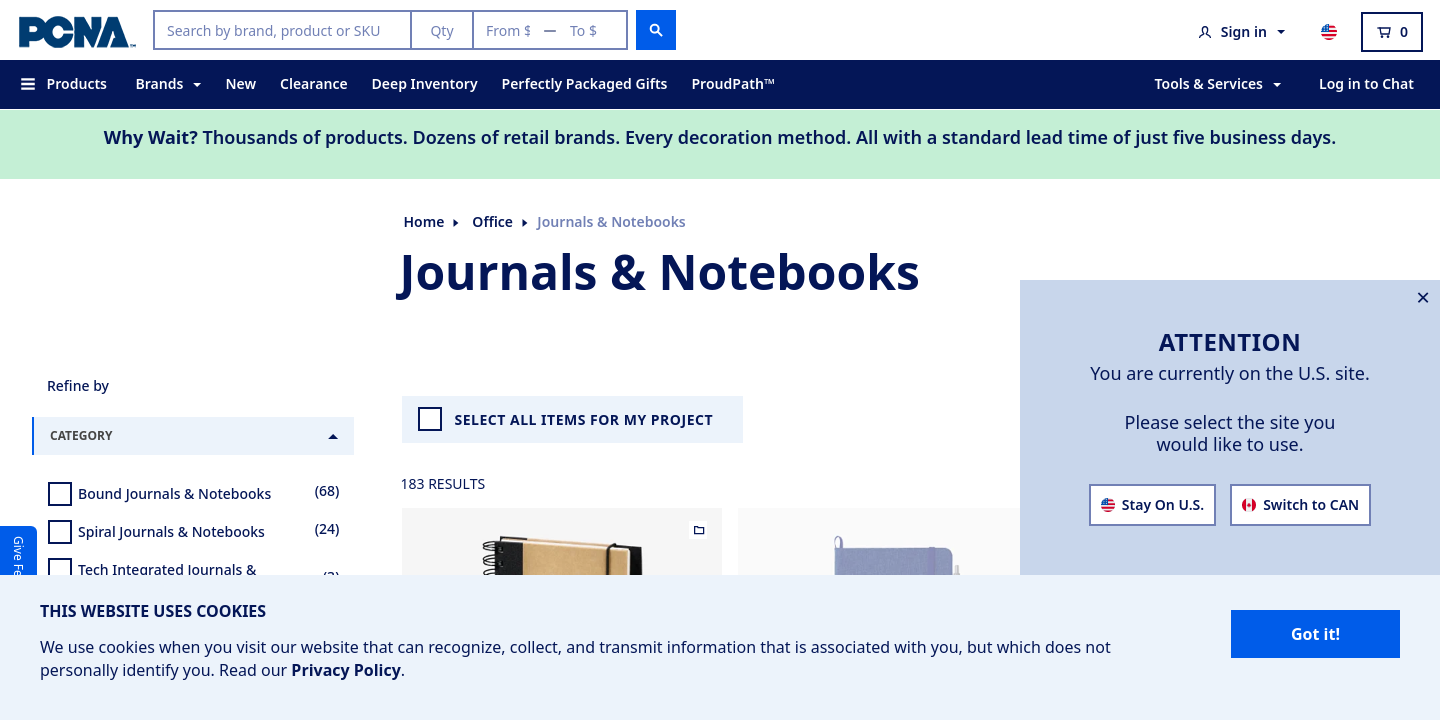 PCNA™
Search by brand, product or SKU
Qty
From $ — To $
Sign in
0
Products
Brands
New
Clearance
Deep Inventory
Perfectly Packaged Gifts
ProudPath™
Tools & Services
Log in to Chat
Why Wait? Thousands of products. Dozens of retail brands. Every decoration method. All with a standard lead time of just five business days.
Home
Office
Journals & Notebooks
Journals & Notebooks
Refine by
CATEGORY
Bound Journals & Notebooks (68)
Spiral Journals & Notebooks (24)
Tech Integrated Journals &
SELECT ALL ITEMS FOR MY PROJECT
183 RESULTS
ATTENTION
You are currently on the U.S. site.
Please select the site you
would like to use.
Stay On U.S.
Switch to CAN
Give
THIS WEBSITE USES COOKIES
We use cookies when you visit our website that can recognize, collect, and transmit information that is associated with you, but which does not
personally identify you. Read our Privacy Policy.
Got it!